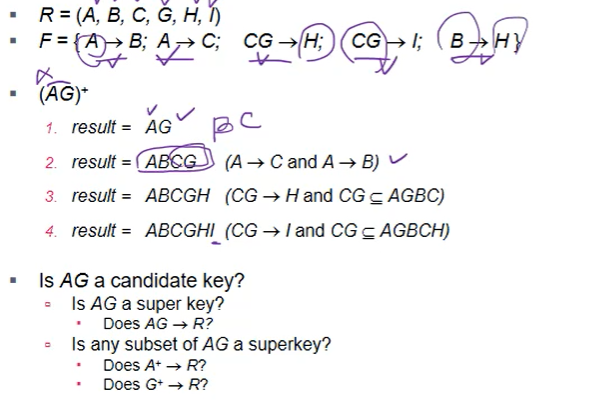 R = (A, B, C, G, H, I)
F = { A → B; A → C; CG → H; CG → I; B → H }
(AG)⁺
1. result = AG BC
2. result = ABCG (A → C and A → B)
3. result = ABCGH (CG → H and CG ⊆ AGBC)
4. result = ABCGHI (CG → I and CG ⊆ AGBCH)
Is AG a candidate key?
Is AG a super key?
Does AG → R?
Is any subset of AG a superkey?
Does A⁺ → R?
Does G⁺ → R?